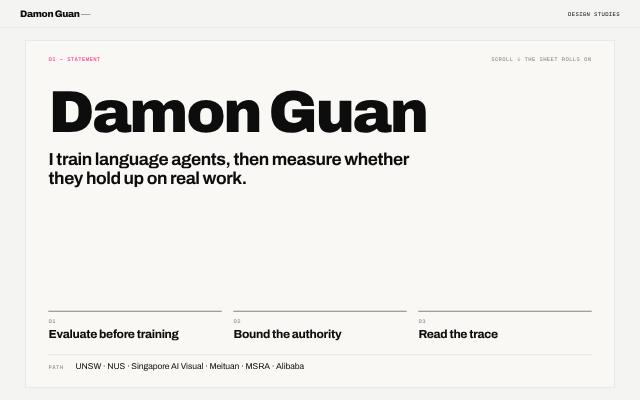 Damon Guan —
DESIGN STUDIES
01 — STATEMENT
SCROLL ↓ THE SHEET ROLLS ON
Damon Guan
I train language agents, then measure whether
they hold up on real work.
01
Evaluate before training
02
Bound the authority
03
Read the trace
PATH
UNSW · NUS · Singapore AI Visual · Meituan · MSRA · Alibaba